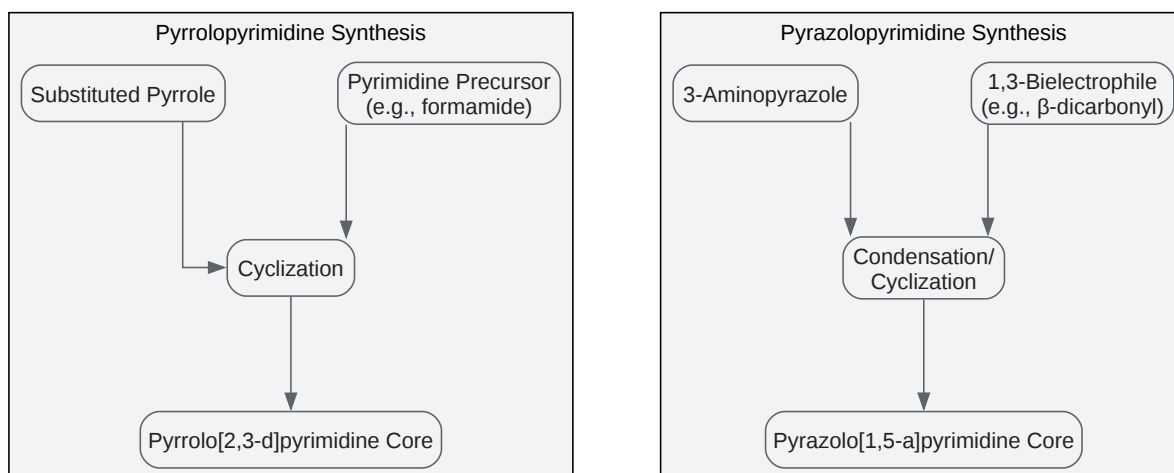 Pyrrolopyrimidine Synthesis
Substituted Pyrrole
Pyrimidine Precursor
(e.g., formamide)
Cyclization
Pyrrolo[2,3-d]pyrimidine Core
Pyrazolopyrimidine Synthesis
3-Aminopyrazole
1,3-Bielectrophile
(e.g., β-dicarbonyl)
Condensation/
Cyclization
Pyrazolo[1,5-a]pyrimidine Core